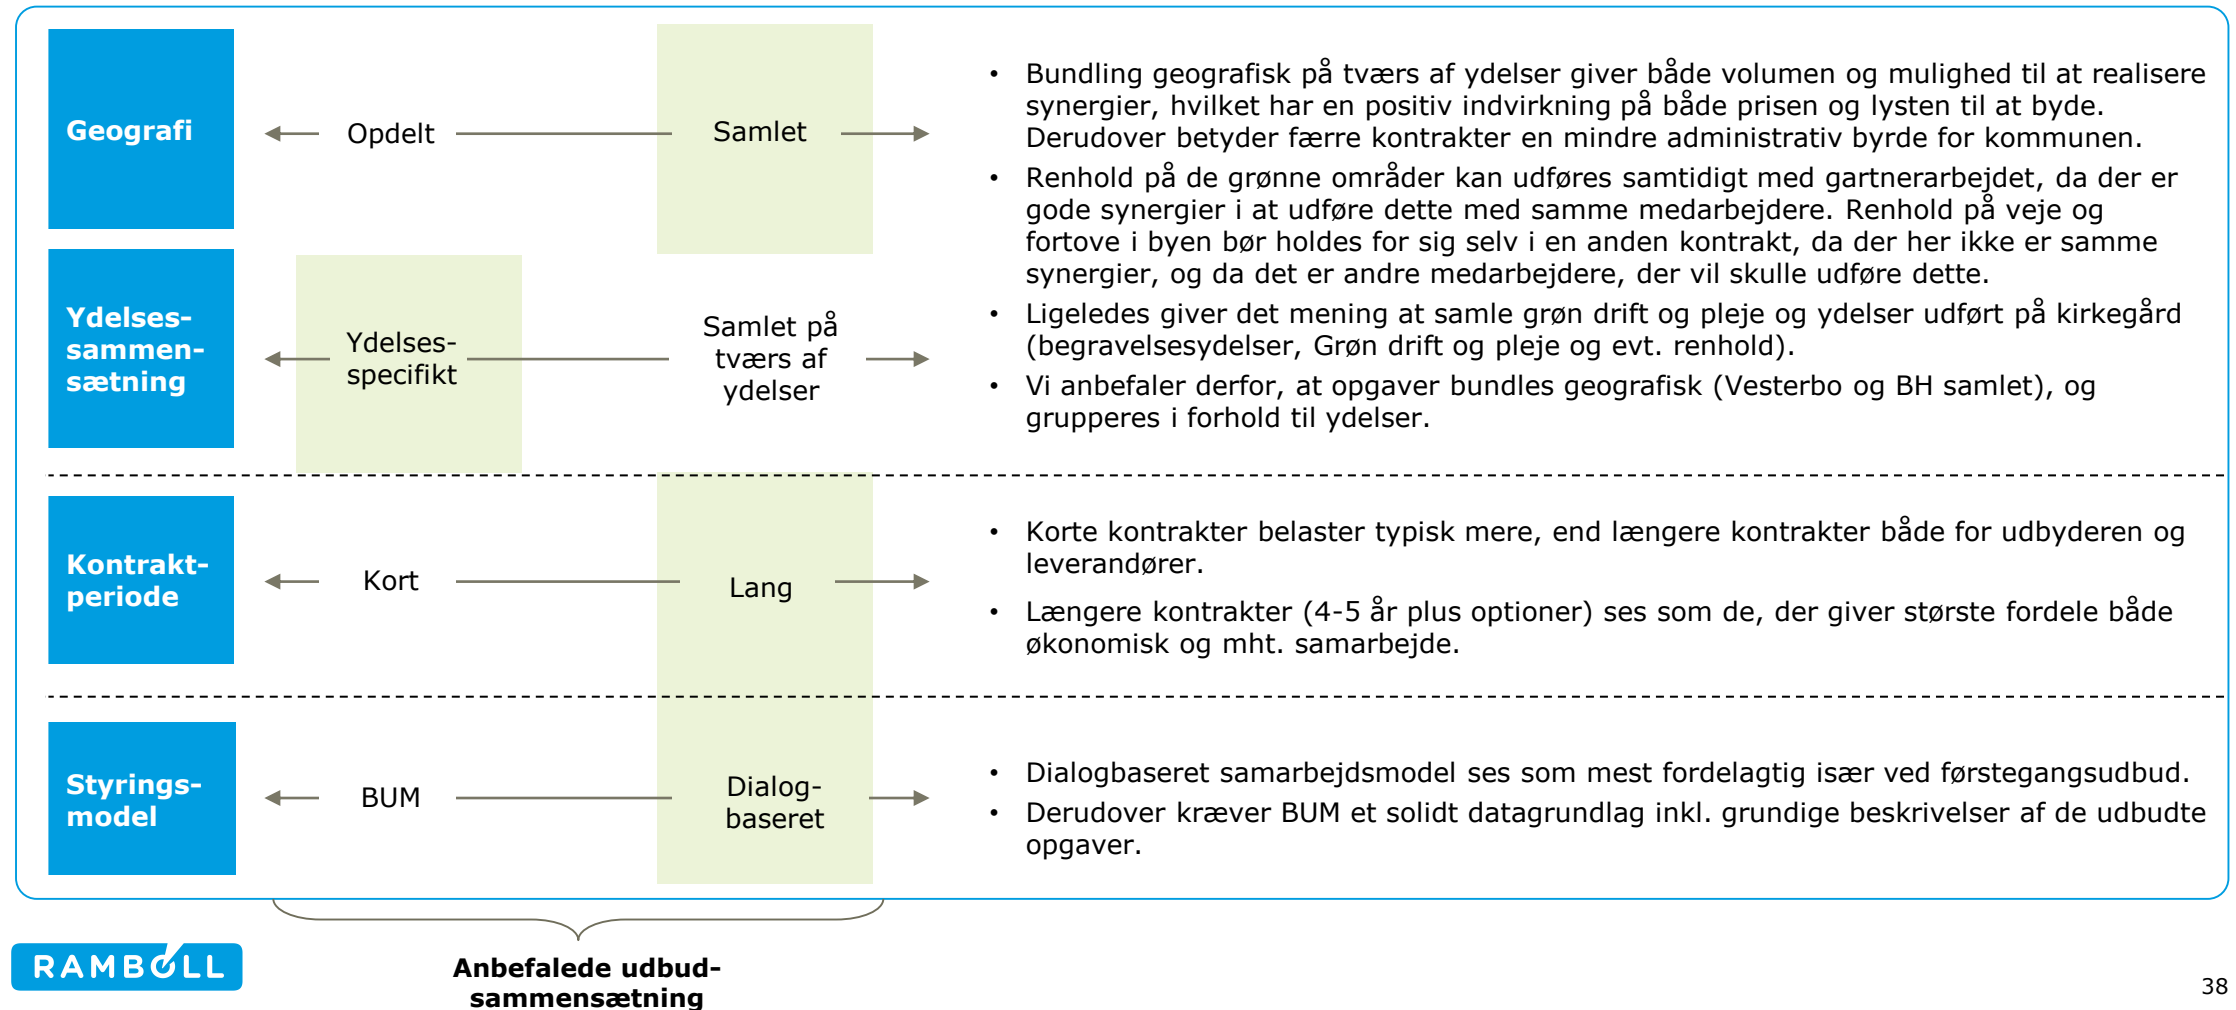 Geografi
Opdelt
Samlet
• Bundling geografisk på tværs af ydelser giver både volumen og mulighed til at realisere
synergier, hvilket har en positiv indvirkning på både prisen og lysten til at byde.
Derudover betyder færre kontrakter en mindre administrativ byrde for kommunen.
• Renhold på de grønne områder kan udføres samtidigt med gartnerarbejdet, da der er
gode synergier i at udføre dette med samme medarbejdere. Renhold på veje og
fortove i byen bør holdes for sig selv i en anden kontrakt, da der her ikke er samme
synergier, og da det er andre medarbejdere, der vil skulle udføre dette.
• Ligeledes giver det mening at samle grøn drift og pleje og ydelser udført på kirkegård
(begravelsesydelser, Grøn drift og pleje og evt. renhold).
• Vi anbefaler derfor, at opgaver bundles geografisk (Vesterbo og BH samlet), og
grupperes i forhold til ydelser.
Ydelses-
sammen-
sætning
Ydelses-
specifikt
Samlet på
tværs af
ydelser
Kontrakt-
periode
Kort
Lang
• Korte kontrakter belaster typisk mere, end længere kontrakter både for udbyderen og
leverandører.
• Længere kontrakter (4-5 år plus optioner) ses som de, der giver største fordele både
økonomisk og mht. samarbejde.
Styrings-
model
BUM
Dialog-
baseret
• Dialogbaseret samarbejdsmodel ses som mest fordelagtig især ved førstegangsudbud.
• Derudover kræver BUM et solidt datagrundlag inkl. grundige beskrivelser af de udbudte
opgaver.
Anbefalede udbud-
sammensætning
RAMBOLL
38